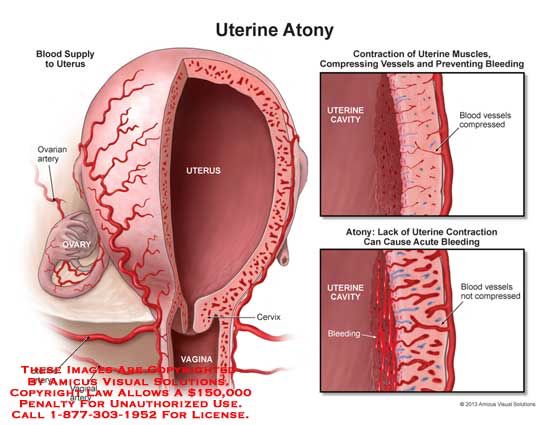 Uterine Atony
Blood Supply
to Uterus
Ovarian
artery
OVARY
UTERUS
Cervix
VAGINA
artery
Vaginal
artery
Contraction of Uterine Muscles,
Compressing Vessels and Preventing Bleeding
UTERINE
CAVITY
Blood vessels
compressed
Atony: Lack of Uterine Contraction
Can Cause Acute Bleeding
UTERINE
CAVITY
Blood vessels
not compressed
Bleeding
These Images Are Copyrighted
By Amicus Visual Solutions.
Copyright Law Allows A $150,000
Penalty For Unauthorized Use.
Call 1-877-303-1952 For License.
© 2013 Amicus Visual Solutions